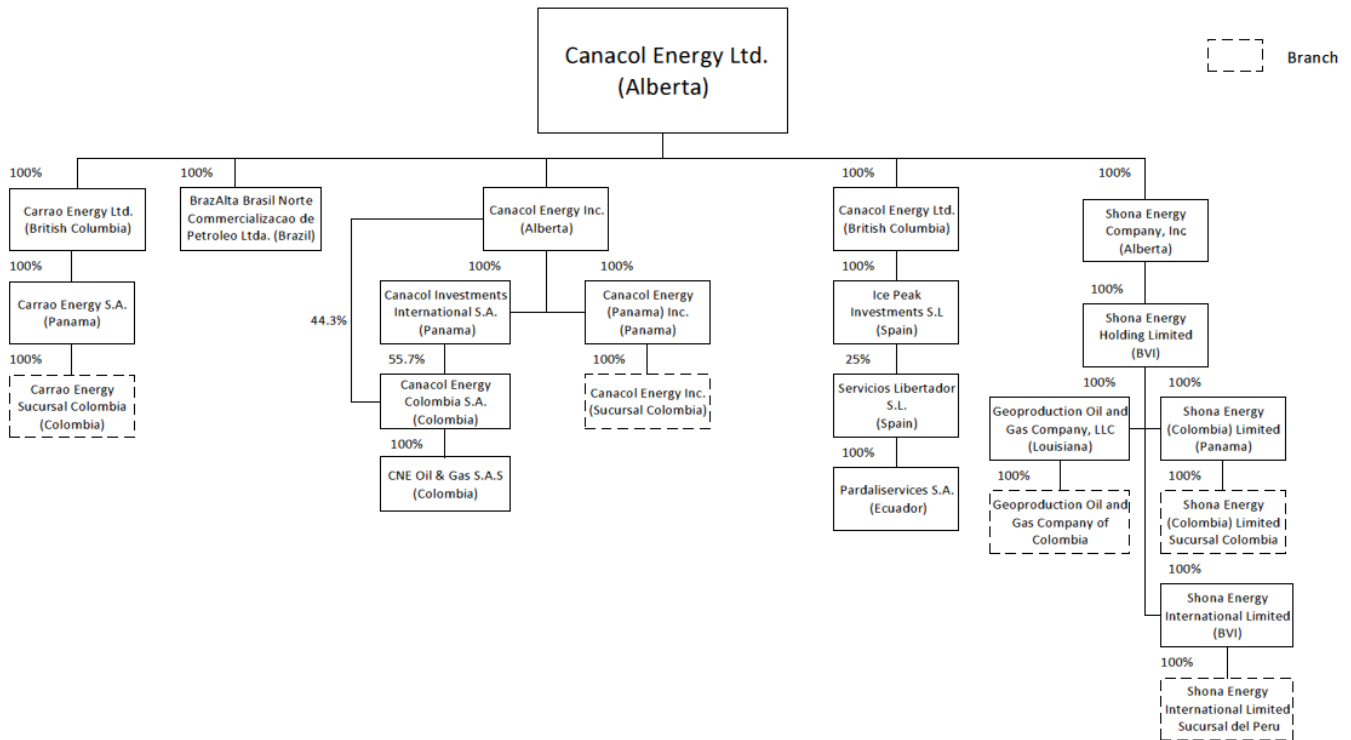 Canacol Energy Ltd.
(Alberta)
Branch
100%
100%
100%
100%
Carrao Energy Ltd.
(British Columbia)
BrazAlta Brasil Norte
Commercializacao de
Petroleo Ltda. (Brazil)
Canacol Energy Inc.
(Alberta)
Canacol Energy Ltd.
(British Columbia)
Shona Energy
Company, Inc
(Alberta)
100%
100%
100%
100%
100%
Carrao Energy S.A.
(Panama)
44.3%
Canacol Investments
International S.A.
(Panama)
Canacol Energy
(Panama) Inc.
(Panama)
Ice Peak
Investments S.L
(Spain)
Shona Energy
Holding Limited
(BVI)
100%
55.7%
100%
25%
100%
100%
Carrao Energy
Sucursal Colombia
(Colombia)
Canacol Energy
Colombia S.A.
(Colombia)
Canacol Energy Inc.
(Sucursal Colombia)
Servicios Libertador
S.L.
(Spain)
Geoproduction Oil and
Gas Company, LLC
(Louisiana)
Shona Energy
(Colombia) Limited
(Panama)
100%
100%
100%
100%
CNE Oil & Gas S.A.S
(Colombia)
Pardaliservices S.A.
(Ecuador)
Geoproduction Oil and
Gas Company of
Colombia
Shona Energy
(Colombia) Limited
Sucursal Colombia
100%
Shona Energy
International Limited
(BVI)
100%
Shona Energy
International Limited
Sucursal del Peru